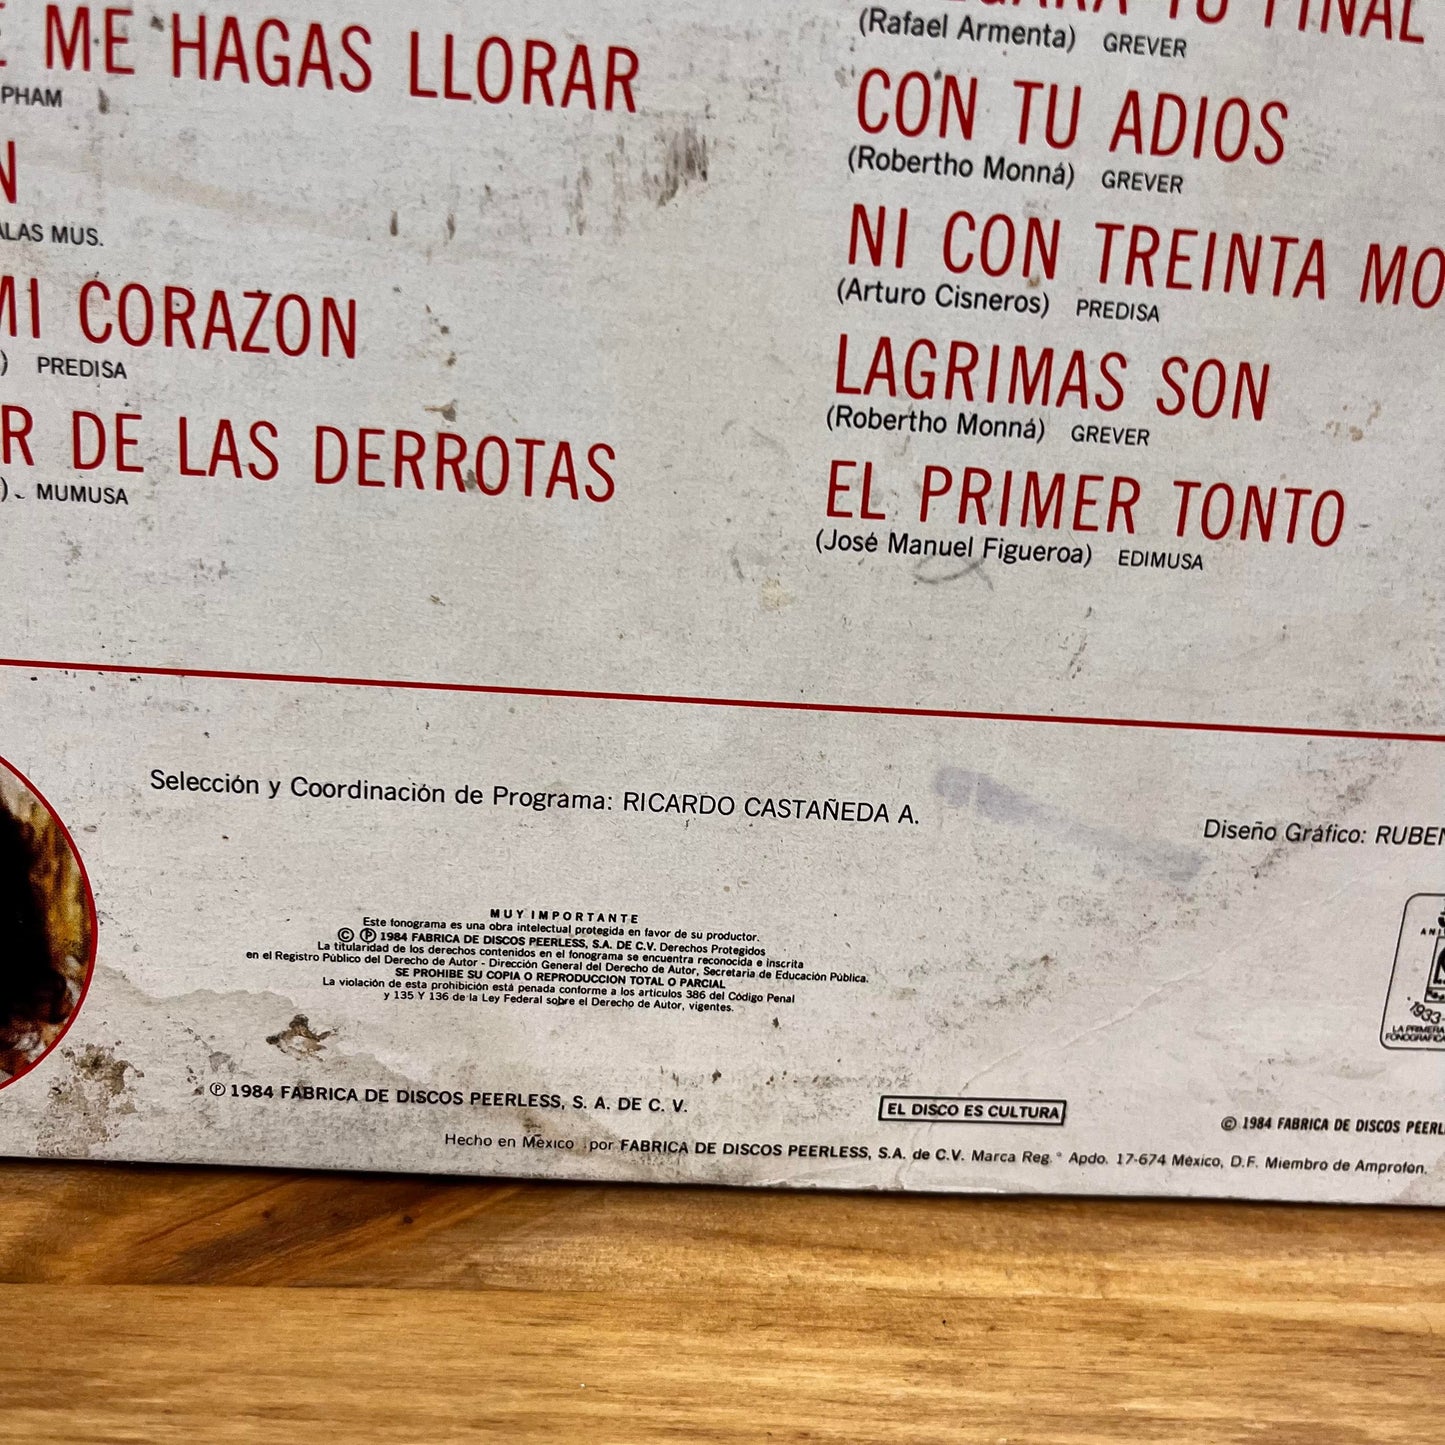 ME HAGAS LLORAR
PHAM
N
ALAS MUS.
MI CORAZON
) PREDISA
R DE LAS DERROTAS
) MUMUSA
TU FINAL
(Rafael Armenta) GREVER
CON TU ADIOS
(Robertho Monná) GREVER
NI CON TREINTA MO
(Arturo Cisneros) PREDISA
LAGRIMAS SON
(Robertho Monná) GREVER
EL PRIMER TONTO
(José Manuel Figueroa) EDIMUSA
Selección y Coordinación de Programa: RICARDO CASTAÑEDA A.
Diseño Gráfico: RUBEN
MUY IMPORTANTE
Este fonograma es una obra intelectual protegida en favor de su productor.
© ℗ 1984 FABRICA DE DISCOS PEERLESS, S.A. DE C.V. Derechos Protegidos
La titularidad de los derechos contenidos en el fonograma se encuentra reconocida e inscrita
en el Registro Público del Derecho de Autor - Dirección General del Derecho de Autor, Secretaría de Educación Pública.
SE PROHIBE SU COPIA O REPRODUCCION TOTAL O PARCIAL
La violación de esta prohibición está penada conforme a los artículos 386 del Código Penal
y 135 Y 136 de la Ley Federal sobre el Derecho de Autor, vigentes.
ANI
1933-
LA PRIMERA
FONOGRAFICA
℗ 1984 FABRICA DE DISCOS PEERLESS, S. A. DE C. V.
EL DISCO ES CULTURA
© 1984 FABRICA DE DISCOS PEERL
Hecho en México por FABRICA DE DISCOS PEERLESS, S.A. de C.V. Marca Reg. Apdo. 17-674 México, D.F. Miembro de Amprofon.